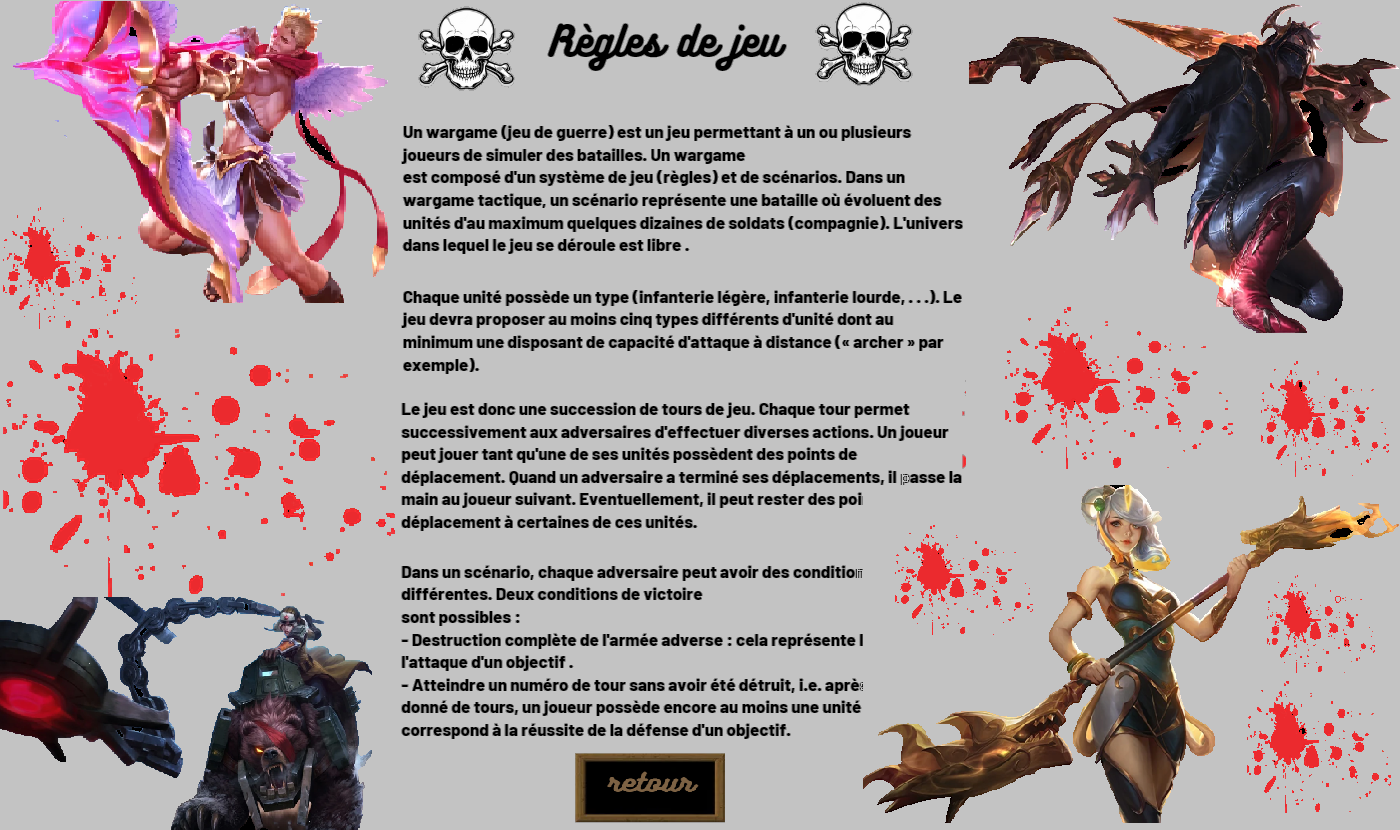 Règles de jeu
Un wargame (jeu de guerre) est un jeu permettant à un ou plusieurs
joueurs de simuler des batailles. Un wargame
est composé d'un système de jeu (règles) et de scénarios. Dans un
wargame tactique, un scénario représente une bataille où évoluent des
unités d'au maximum quelques dizaines de soldats (compagnie). L'univers
dans lequel le jeu se déroule est libre .
Chaque unité possède un type (infanterie légère, infanterie lourde, . . .). Le
jeu devra proposer au moins cinq types différents d'unité dont au
minimum une disposant de capacité d'attaque à distance (« archer » par
exemple).
Le jeu est donc une succession de tours de jeu. Chaque tour permet
successivement aux adversaires d'effectuer diverses actions. Un joueur
peut jouer tant qu'une de ses unités possèdent des points de
déplacement. Quand un adversaire a terminé ses déplacements, il passe la
main au joueur suivant. Eventuellement, il peut rester des poi
déplacement à certaines de ces unités.
Dans un scénario, chaque adversaire peut avoir des conditio
différentes. Deux conditions de victoire
sont possibles :
- Destruction complète de l'armée adverse : cela représente l
l'attaque d'un objectif .
- Atteindre un numéro de tour sans avoir été détruit, i.e. aprè
donné de tours, un joueur possède encore au moins une unité
correspond à la réussite de la défense d'un objectif.
retour